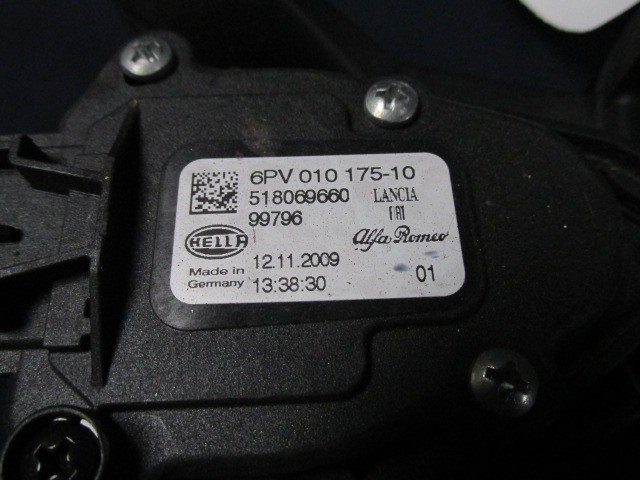 6PV 010 175-10
518069660
LANCIA
99796
FIAT
HELLA
Alfa Romeo
Made in
Germany
12.11.2009
13:38:30
01